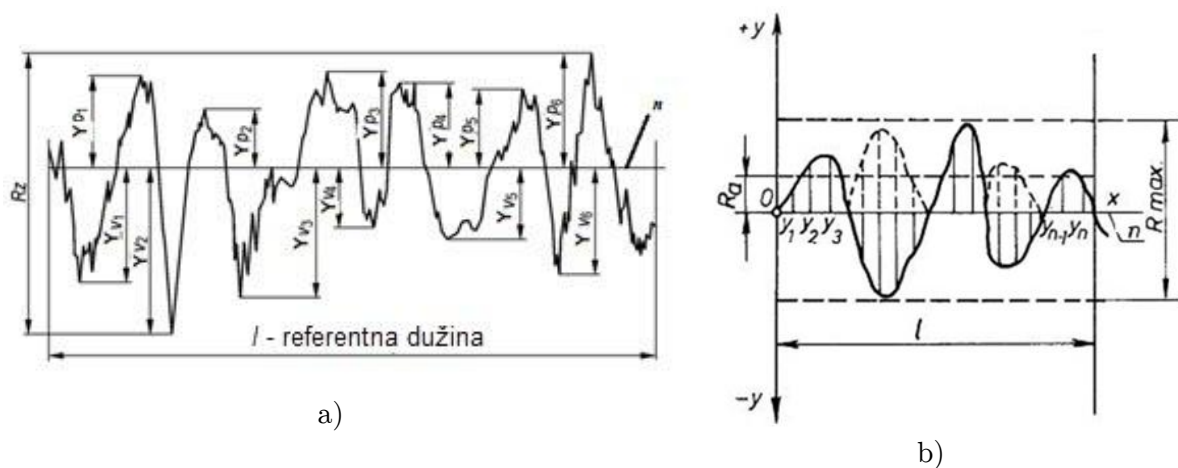 Rz
Yp₁
Yv₁
Yv₂
Yp₂
Yv₃
Yp₃
Yv₄
Yp₄
Yp₅
Yv₅
Yp₆
Yv₆
n
l - referentna dužina
a)
+y
Ra
0
y₁ y₂ y₃
yₙ₋₁ yₙ
x
n
R max.
l
-y
b)